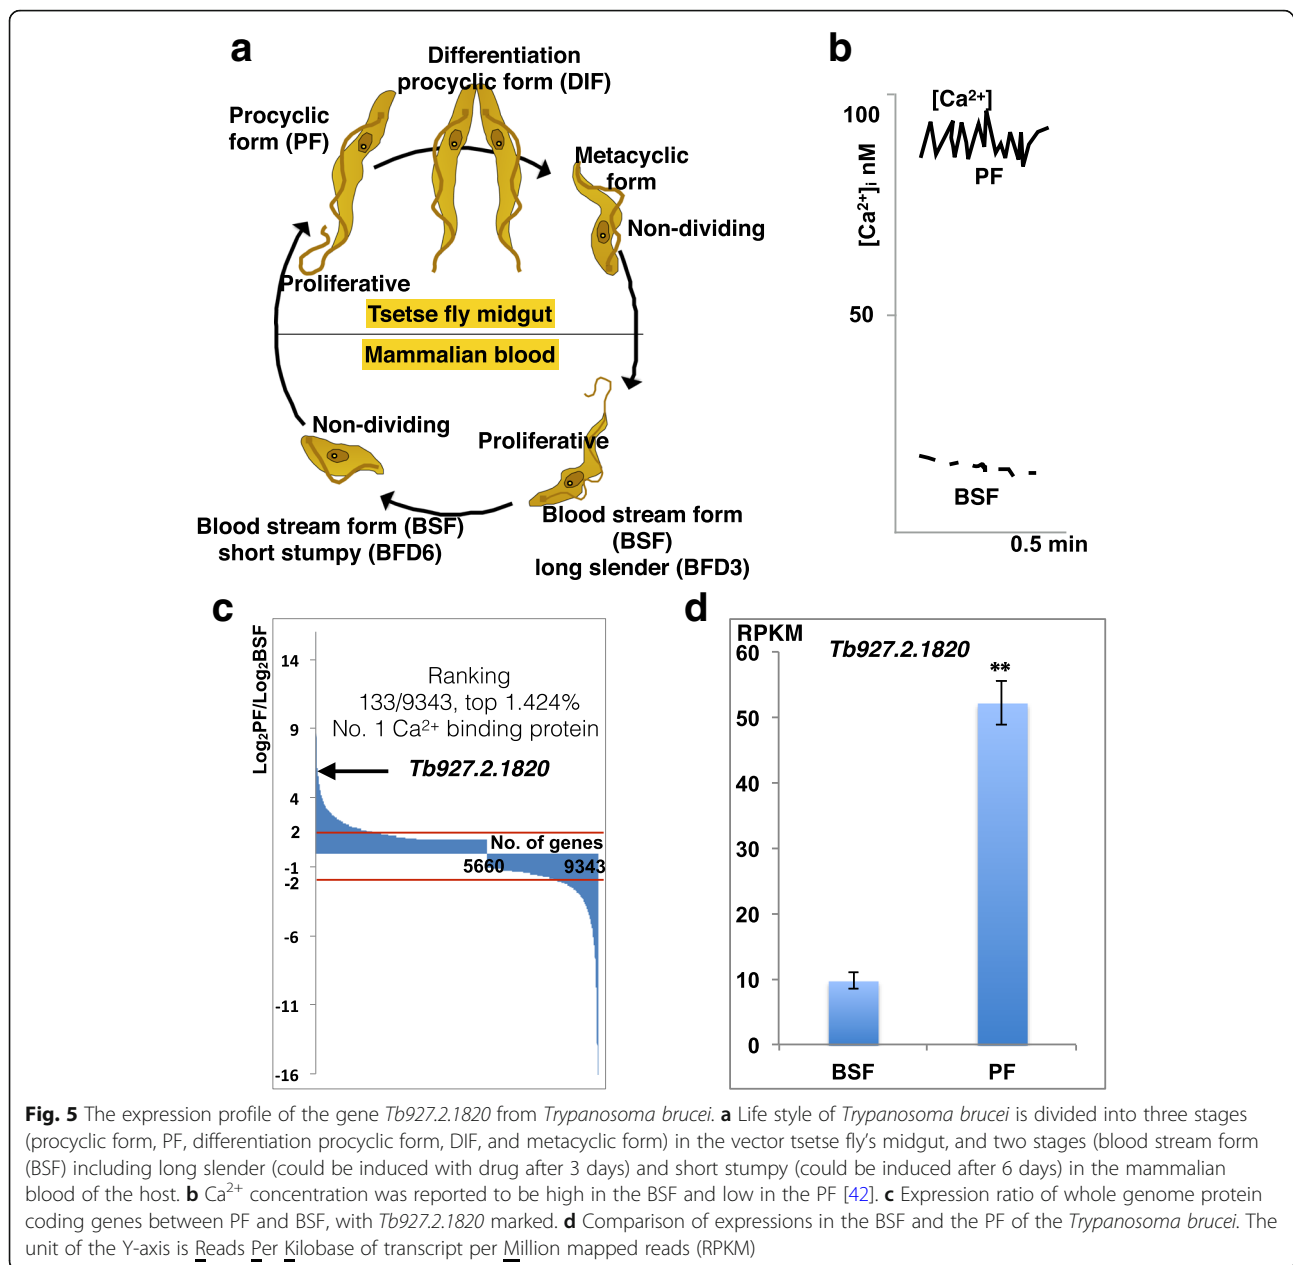 a
Differentiation
procyclic form (DIF)
Procyclic
form (PF)
Metacyclic
form
Non-dividing
Proliferative
Tsetse fly midgut
Mammalian blood
Non-dividing
Proliferative
Blood stream form (BSF)
short stumpy (BFD6)
Blood stream form
(BSF)
long slender (BFD3)
b
[Ca²⁺]
100
PF
[Ca²⁺]ᵢ nM
50
BSF
0.5 min
c
Log₂PF/Log₂BSF
14
9
4
2
-1
-2
-6
-11
-16
Ranking
133/9343, top 1.424%
No. 1 Ca²⁺ binding protein
Tb927.2.1820
No. of genes
5660
9343
d
RPKM
Tb927.2.1820
60
**
50
40
30
20
10
0
BSF
PF
Fig. 5 The expression profile of the gene Tb927.2.1820 from Trypanosoma brucei. a Life style of Trypanosoma brucei is divided into three stages
(procyclic form, PF, differentiation procyclic form, DIF, and metacyclic form) in the vector tsetse fly's midgut, and two stages (blood stream form
(BSF) including long slender (could be induced with drug after 3 days) and short stumpy (could be induced after 6 days) in the mammalian
blood of the host. b Ca²⁺ concentration was reported to be high in the BSF and low in the PF [42]. c Expression ratio of whole genome protein
coding genes between PF and BSF, with Tb927.2.1820 marked. d Comparison of expressions in the BSF and the PF of the Trypanosoma brucei. The
unit of the Y-axis is Reads Per Kilobase of transcript per Million mapped reads (RPKM)